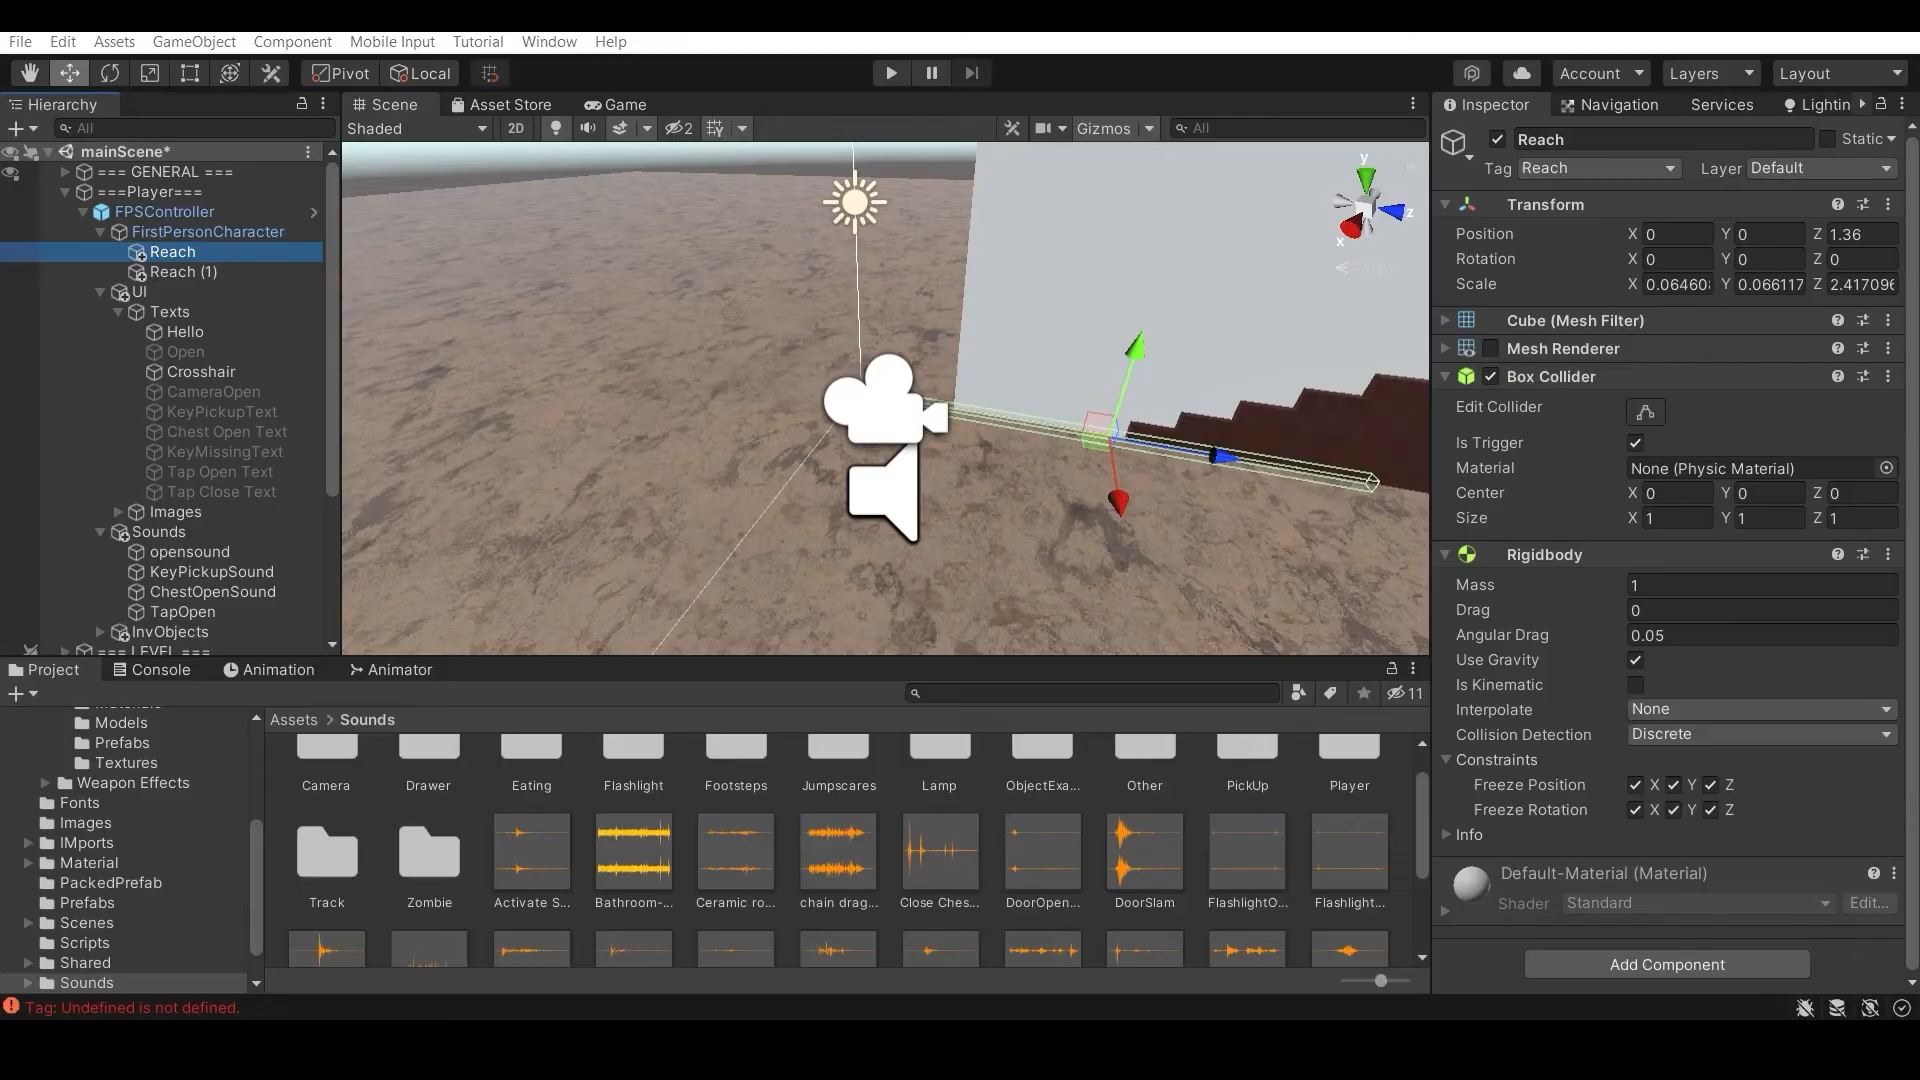 File Edit Assets GameObject Component Mobile Input Tutorial Window Help
Pivot Local Account Layers Layout
Hierarchy
All
mainScene*
=== GENERAL ===
===Player===
FPSController
FirstPersonCharacter
Reach
Reach (1)
UI
Texts
Hello
Open
Crosshair
CameraOpen
KeyPickupText
Chest Open Text
KeyMissingText
Tap Open Text
Tap Close Text
Images
Sounds
opensound
KeyPickupSound
ChestOpenSound
TapOpen
InvObjects
=== LEVEL ===
Scene Asset Store Game
Shaded 2D 2 Gizmos All
y
z
x
Persp
Inspector Navigation Services Lightin
Reach Static
Tag Reach Layer Default
Transform
Position X 0 Y 0 Z 1.36
Rotation X 0 Y 0 Z 0
Scale X 0.06460 Y 0.066117 Z 2.417096
Cube (Mesh Filter)
Mesh Renderer
Box Collider
Edit Collider
Is Trigger
Material None (Physic Material)
Center X 0 Y 0 Z 0
Size X 1 Y 1 Z 1
Rigidbody
Mass 1
Drag 0
Angular Drag 0.05
Use Gravity
Is Kinematic
Interpolate None
Collision Detection Discrete
Constraints
Freeze Position X Y Z
Freeze Rotation X Y Z
Info
Default-Material (Material)
Shader Standard Edit...
Add Component
Project Console Animation Animator
11
Models
Prefabs
Textures
Weapon Effects
Fonts
Images
IMports
Material
PackedPrefab
Prefabs
Scenes
Scripts
Shared
Sounds
Assets > Sounds
Camera Drawer Eating Flashlight Footsteps Jumpscares Lamp ObjectExa... Other PickUp Player
Track Zombie Activate S... Bathroom-... Ceramic ro... chain drag... Close Ches... DoorOpen... DoorSlam FlashlightO... Flashlight...
Tag: Undefined is not defined.